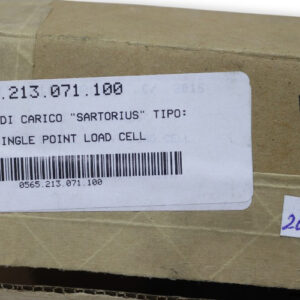 .213.071.100
DI CARICO "SARTORIUS" TIPO:
INGLE POINT LOAD CELL
0565.213.071.100